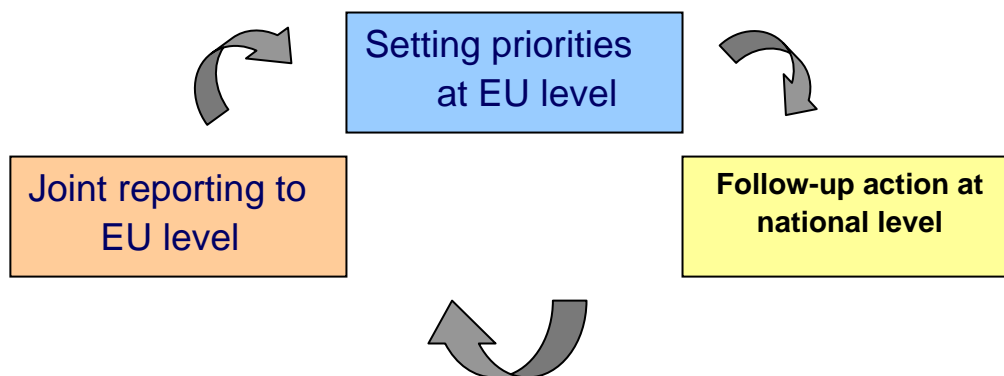 Setting priorities
at EU level
Joint reporting to
EU level
Follow-up action at
national level